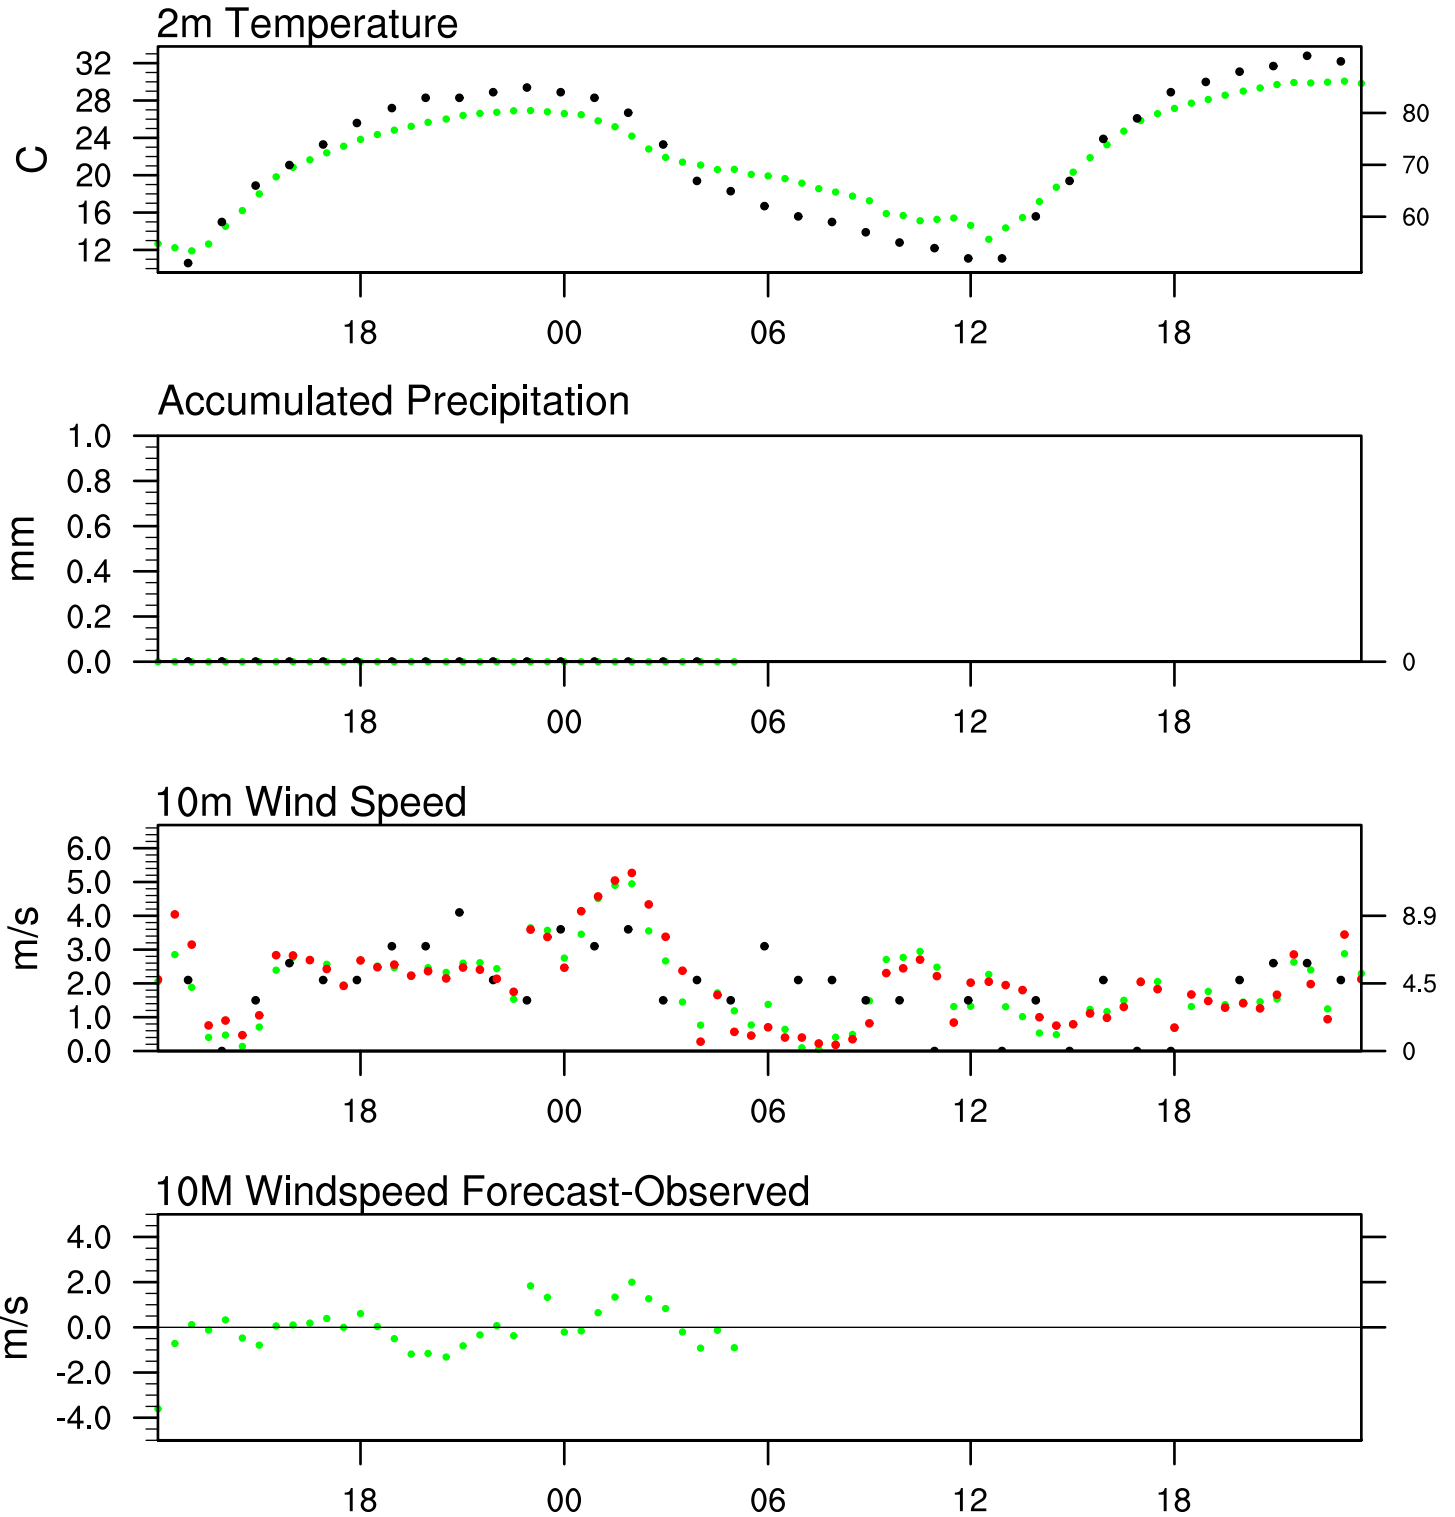 2m Temperature
32
28
24
20
16
12
C
80
70
60
18 00 06 12 18
Accumulated Precipitation
1.0
0.8
0.6
0.4
0.2
0.0
mm
0
18 00 06 12 18
10m Wind Speed
6.0
5.0
4.0
3.0
2.0
1.0
0.0
m/s
8.9
4.5
0
18 00 06 12 18
10M Windspeed Forecast-Observed
4.0
2.0
0.0
-2.0
-4.0
m/s
18 00 06 12 18